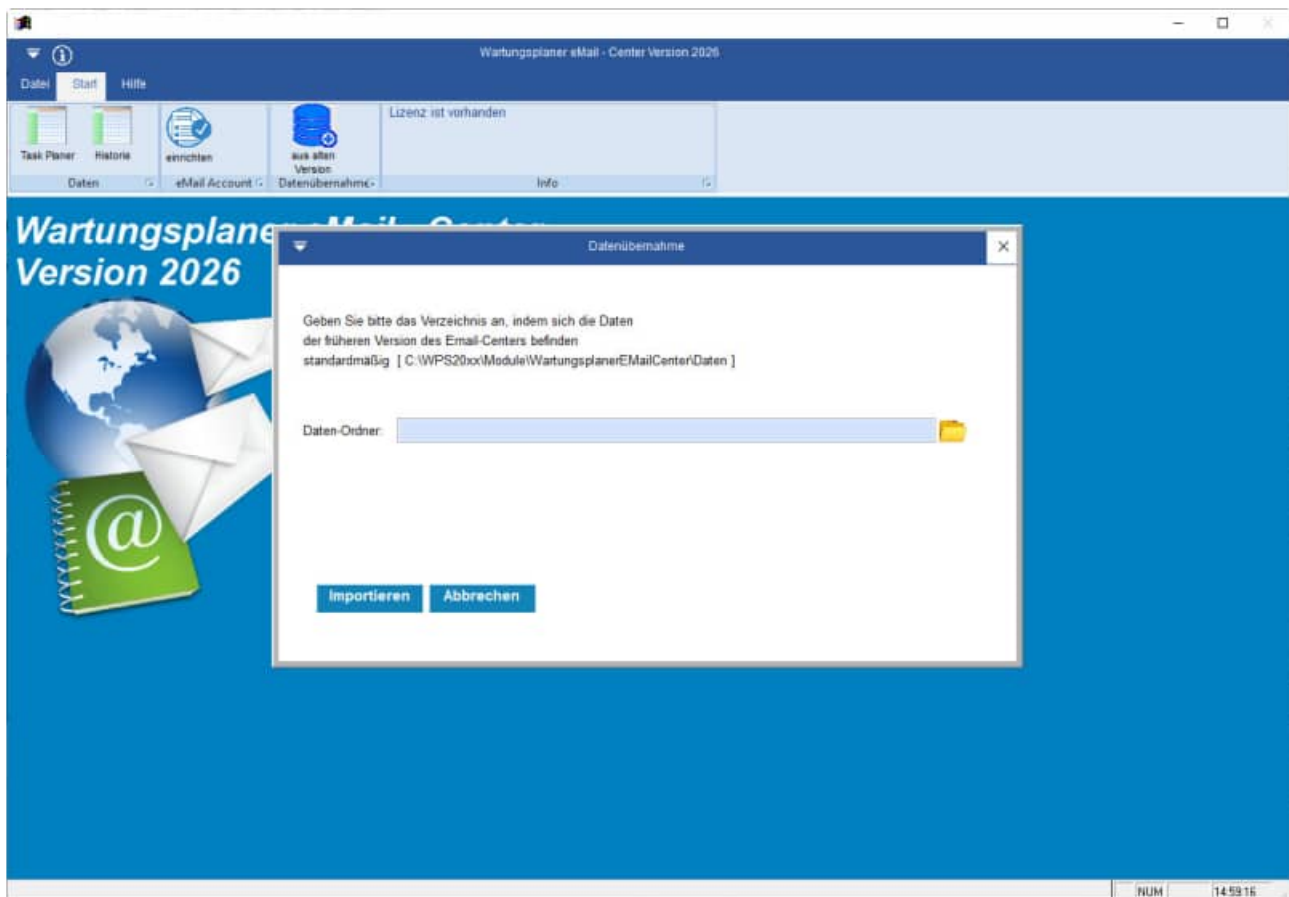 Wartungsplaner eMail - Center Version 2026
Datei Start Hilfe
Lizenz ist vorhanden
Task Planer Historie einrichten aus alten
Version
Daten eMail Account Datenübernahme Info
Wartungsplane
Version 2026
Datenübernahme
Geben Sie bitte das Verzeichnis an, indem sich die Daten
der früheren Version des Email-Centers befinden
standardmäßig [ C:\WPS20xx\Module\WartungsplanerEMailCenter\Daten ]
Daten-Ordner:
@
Importieren Abbrechen
NUM 14:59:16